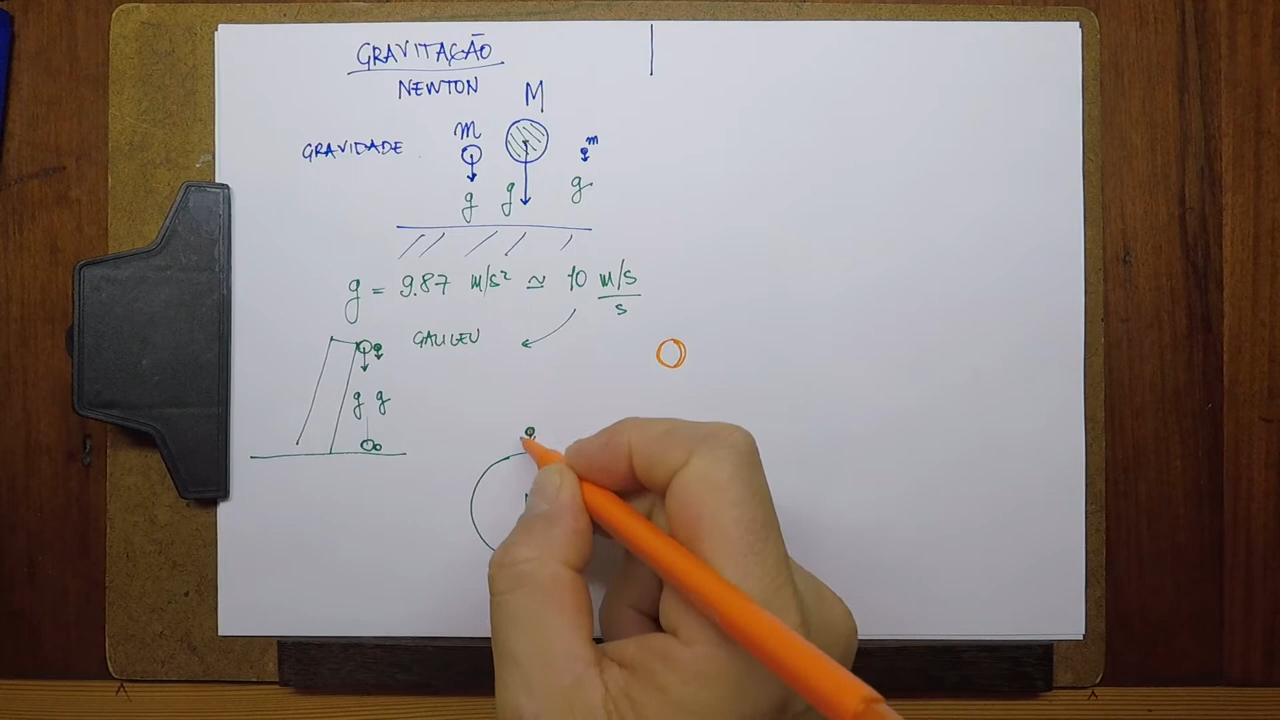 GRAVITAÇÃO
NEWTON
M
m
m
GRAVIDADE
g g g
g = 9.87 m/s² ≃ 10 m/s
s
GALILEU
g g